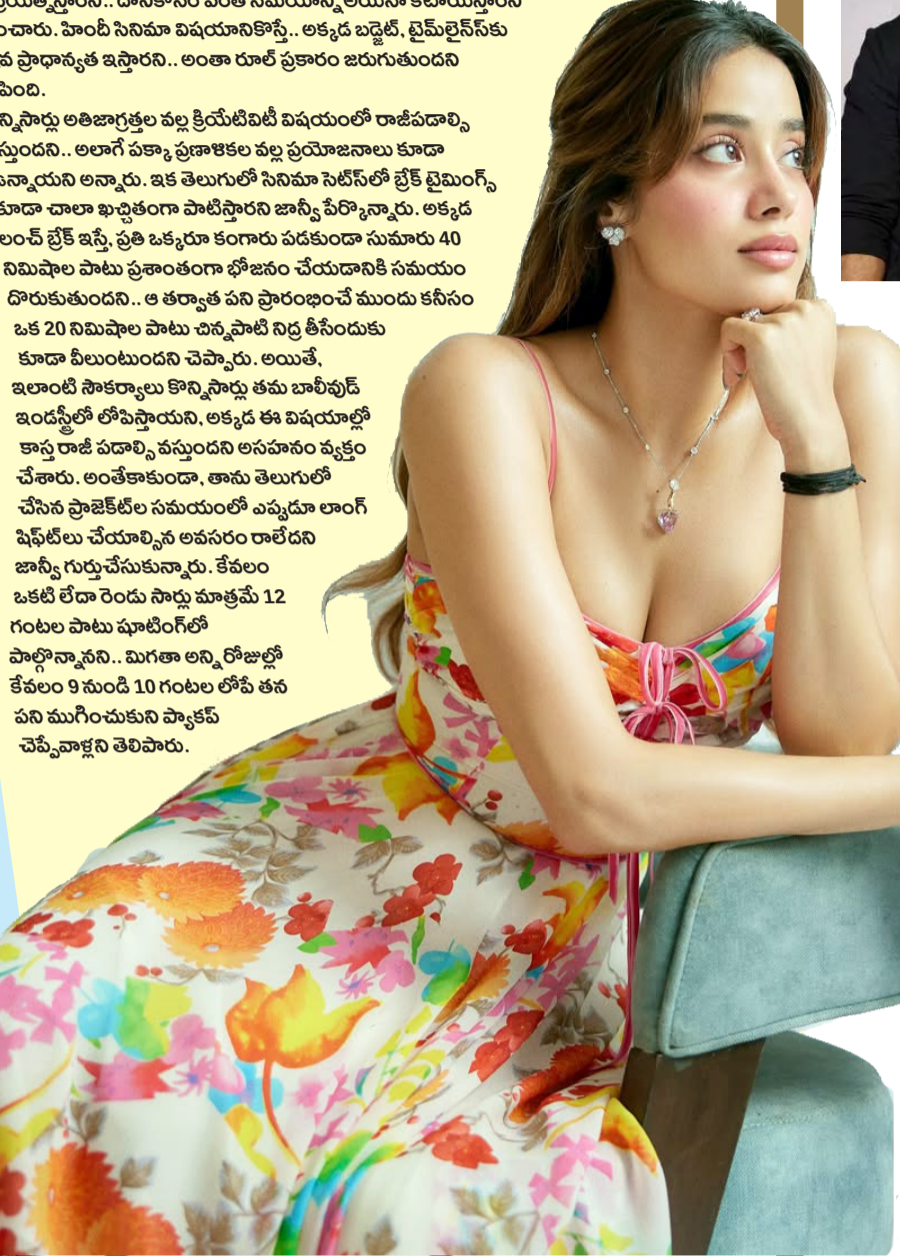 దానికోసం ఎంత సమయాన్ని అయినా కేటాయిస్తారని
హిందీ సినిమా విషయానికొస్తే.. అక్కడ బడ్జెట్, టైమ్‌లైన్స్‌కు
ప్రాధాన్యత ఇస్తారని.. అంతా రూల్ ప్రకారం జరుగుతుందని
అతిజాగ్రత్తల వల్ల క్రియేటివిటీ విషయంలో రాజీపడాల్సి
అలాగే పక్కా ప్రణాళికల వల్ల ప్రయోజనాలు కూడా
అన్నారు. ఇక తెలుగులో సినిమా సెట్స్‌లో బ్రేక్ టైమింగ్స్
కూడా చాలా ఖచ్చితంగా పాటిస్తారని జాన్వీ పేర్కొన్నారు. అక్కడ
లంచ్ బ్రేక్ ఇస్తే, ప్రతి ఒక్కరూ కంగారు పడకుండా సుమారు 40
నిమిషాల పాటు ప్రశాంతంగా భోజనం చేయడానికి సమయం
దొరుకుతుందని.. ఆ తర్వాత పని ప్రారంభించే ముందు కనీసం
ఒక 20 నిమిషాల పాటు చిన్నపాటి నిద్ర తీసేందుకు
కూడా వీలుంటుందని చెప్పారు. అయితే,
ఇలాంటి సౌకర్యాలు కొన్నిసార్లు తమ బాలీవుడ్
ఇండస్ట్రీలో లోపిస్తాయని, అక్కడ ఈ విషయాల్లో
కాస్త రాజీ పడాల్సి వస్తుందని అసహనం వ్యక్తం
చేశారు. అంతేకాకుండా, తాను తెలుగులో
చేసిన ప్రాజెక్ట్‌ల సమయంలో ఎప్పుడూ లాంగ్
షిఫ్ట్‌లు చేయాల్సిన అవసరం రాలేదని
జాన్వీ గుర్తుచేసుకున్నారు. కేవలం
ఒకటి లేదా రెండు సార్లు మాత్రమే 12
గంటల పాటు షూటింగ్‌లో
పాల్గొన్నానని.. మిగతా అన్ని రోజుల్లో
కేవలం 9 నుండి 10 గంటల లోపే తన
పని ముగించుకుని ప్యాకప్
చెప్పేవాళ్లని తెలిపారు.